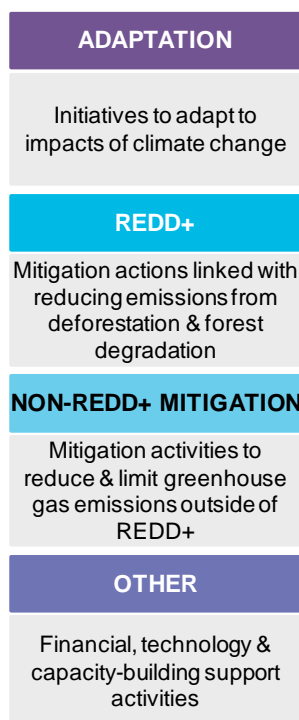 ADAPTATION
Initiatives to adapt to
impacts of climate change
REDD+
Mitigation actions linked with
reducing emissions from
deforestation & forest
degradation
NON-REDD+ MITIGATION
Mitigation activities to
reduce & limit greenhouse
gas emissions outside of
REDD+
OTHER
Financial, technology &
capacity-building support
activities